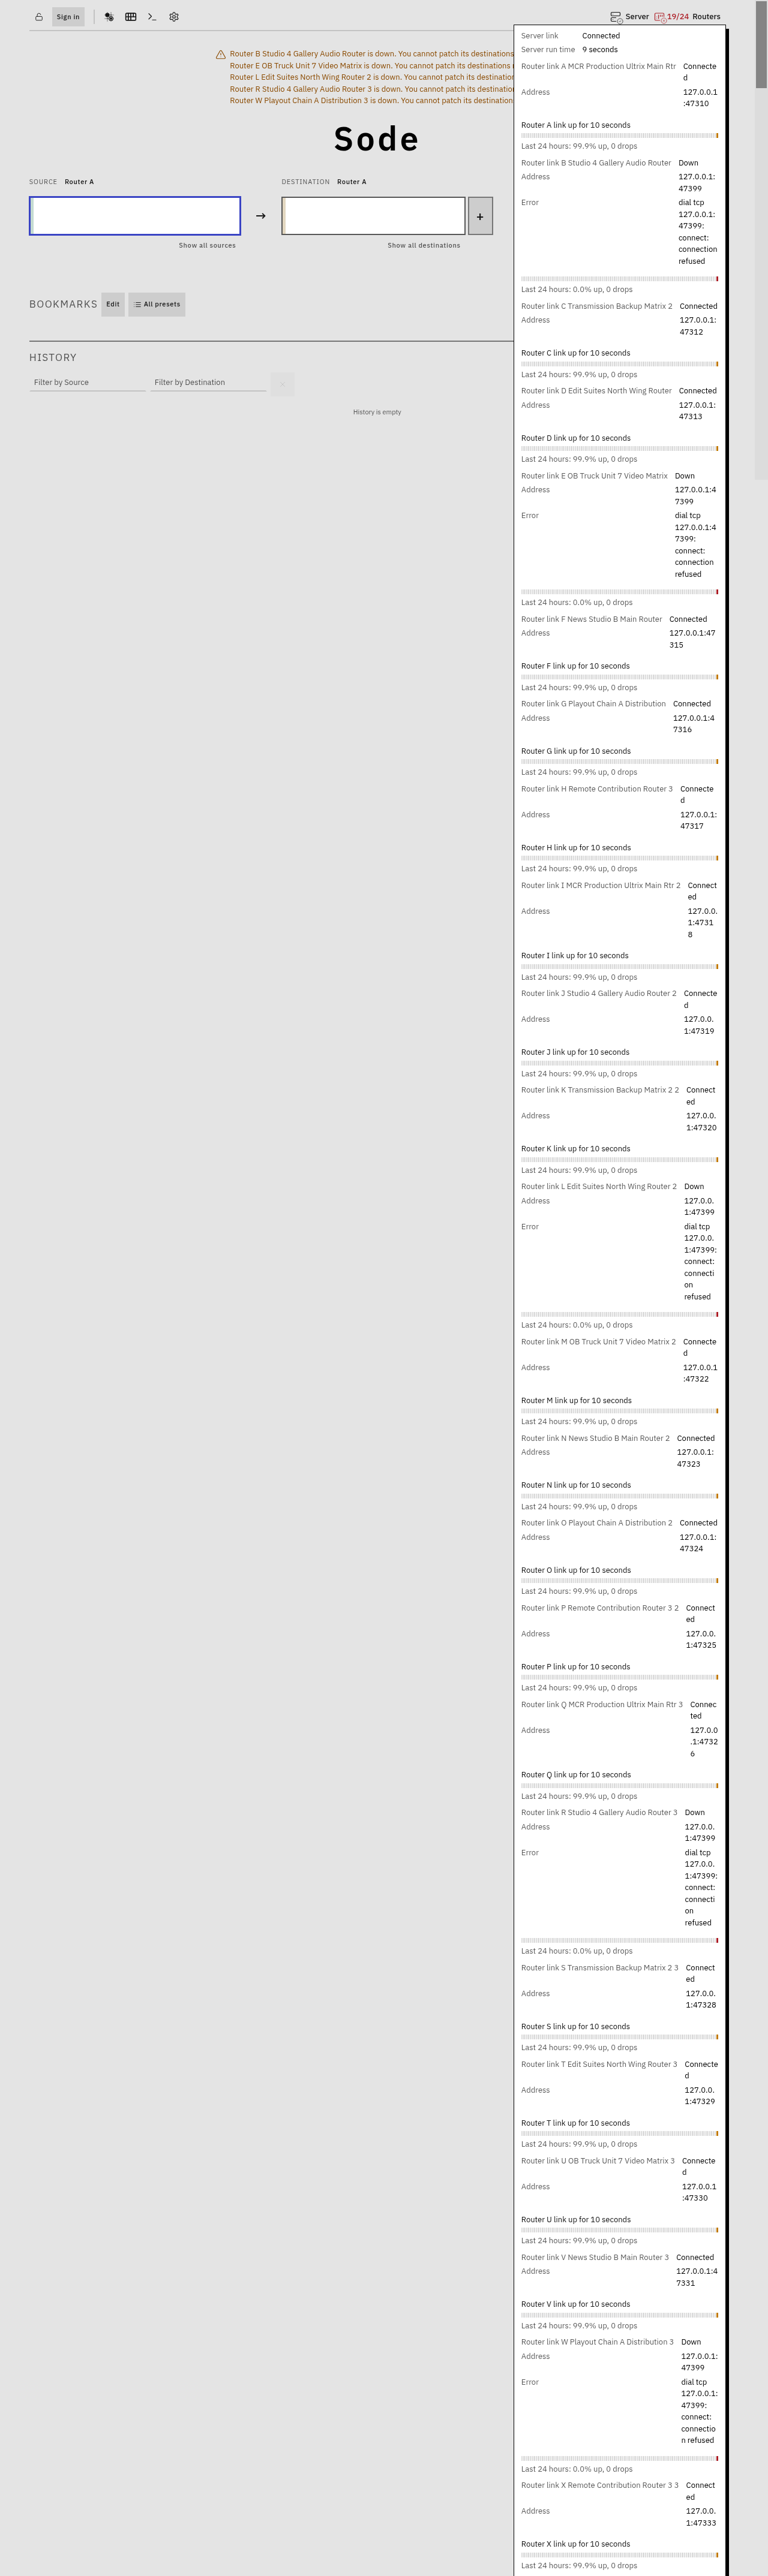 Sign in
Server
19/24 Routers
Router B Studio 4 Gallery Audio Router is down. You cannot patch its destinations
Router E OB Truck Unit 7 Video Matrix is down. You cannot patch its destinations
Router L Edit Suites North Wing Router 2 is down. You cannot patch its destination
Router R Studio 4 Gallery Audio Router 3 is down. You cannot patch its destination
Router W Playout Chain A Distribution 3 is down. You cannot patch its destination
Sode
SOURCE Router A
DESTINATION Router A
→
+
Show all sources
Show all destinations
BOOKMARKS
Edit
All presets
HISTORY
Filter by Source
Filter by Destination
×
History is empty
Server link Connected
Server run time 9 seconds
Router link A MCR Production Ultrix Main Rtr Connecte
d
Address 127.0.0.1
:47310
Router A link up for 10 seconds
Last 24 hours: 99.9% up, 0 drops
Router link B Studio 4 Gallery Audio Router Down
Address 127.0.0.1:
47399
Error dial tcp
127.0.0.1:
47399:
connect:
connection
refused
Last 24 hours: 0.0% up, 0 drops
Router link C Transmission Backup Matrix 2 Connected
Address 127.0.0.1:
47312
Router C link up for 10 seconds
Last 24 hours: 99.9% up, 0 drops
Router link D Edit Suites North Wing Router Connected
Address 127.0.0.1:
47313
Router D link up for 10 seconds
Last 24 hours: 99.9% up, 0 drops
Router link E OB Truck Unit 7 Video Matrix Down
Address 127.0.0.1:4
7399
Error dial tcp
127.0.0.1:4
7399:
connect:
connection
refused
Last 24 hours: 0.0% up, 0 drops
Router link F News Studio B Main Router Connected
Address 127.0.0.1:47
315
Router F link up for 10 seconds
Last 24 hours: 99.9% up, 0 drops
Router link G Playout Chain A Distribution Connected
Address 127.0.0.1:4
7316
Router G link up for 10 seconds
Last 24 hours: 99.9% up, 0 drops
Router link H Remote Contribution Router 3 Connecte
d
Address 127.0.0.1:
47317
Router H link up for 10 seconds
Last 24 hours: 99.9% up, 0 drops
Router link I MCR Production Ultrix Main Rtr 2 Connect
ed
Address 127.0.0.
1:4731
8
Router I link up for 10 seconds
Last 24 hours: 99.9% up, 0 drops
Router link J Studio 4 Gallery Audio Router 2 Connecte
d
Address 127.0.0.
1:47319
Router J link up for 10 seconds
Last 24 hours: 99.9% up, 0 drops
Router link K Transmission Backup Matrix 2 2 Connect
ed
Address 127.0.0.
1:47320
Router K link up for 10 seconds
Last 24 hours: 99.9% up, 0 drops
Router link L Edit Suites North Wing Router 2 Down
Address 127.0.0.
1:47399
Error dial tcp
127.0.0.
1:47399:
connect:
connecti
on
refused
Last 24 hours: 0.0% up, 0 drops
Router link M OB Truck Unit 7 Video Matrix 2 Connecte
d
Address 127.0.0.1
:47322
Router M link up for 10 seconds
Last 24 hours: 99.9% up, 0 drops
Router link N News Studio B Main Router 2 Connected
Address 127.0.0.1:
47323
Router N link up for 10 seconds
Last 24 hours: 99.9% up, 0 drops
Router link O Playout Chain A Distribution 2 Connected
Address 127.0.0.1:
47324
Router O link up for 10 seconds
Last 24 hours: 99.9% up, 0 drops
Router link P Remote Contribution Router 3 2 Connect
ed
Address 127.0.0.
1:47325
Router P link up for 10 seconds
Last 24 hours: 99.9% up, 0 drops
Router link Q MCR Production Ultrix Main Rtr 3 Connec
ted
Address 127.0.0
.1:4732
6
Router Q link up for 10 seconds
Last 24 hours: 99.9% up, 0 drops
Router link R Studio 4 Gallery Audio Router 3 Down
Address 127.0.0.
1:47399
Error dial tcp
127.0.0.
1:47399:
connect:
connecti
on
refused
Last 24 hours: 0.0% up, 0 drops
Router link S Transmission Backup Matrix 2 3 Connect
ed
Address 127.0.0.
1:47328
Router S link up for 10 seconds
Last 24 hours: 99.9% up, 0 drops
Router link T Edit Suites North Wing Router 3 Connecte
d
Address 127.0.0.
1:47329
Router T link up for 10 seconds
Last 24 hours: 99.9% up, 0 drops
Router link U OB Truck Unit 7 Video Matrix 3 Connecte
d
Address 127.0.0.1
:47330
Router U link up for 10 seconds
Last 24 hours: 99.9% up, 0 drops
Router link V News Studio B Main Router 3 Connected
Address 127.0.0.1:4
7331
Router V link up for 10 seconds
Last 24 hours: 99.9% up, 0 drops
Router link W Playout Chain A Distribution 3 Down
Address 127.0.0.1:
47399
Error dial tcp
127.0.0.1:
47399:
connect:
connectio
n refused
Last 24 hours: 0.0% up, 0 drops
Router link X Remote Contribution Router 3 3 Connect
ed
Address 127.0.0.
1:47333
Router X link up for 10 seconds
Last 24 hours: 99.9% up, 0 drops